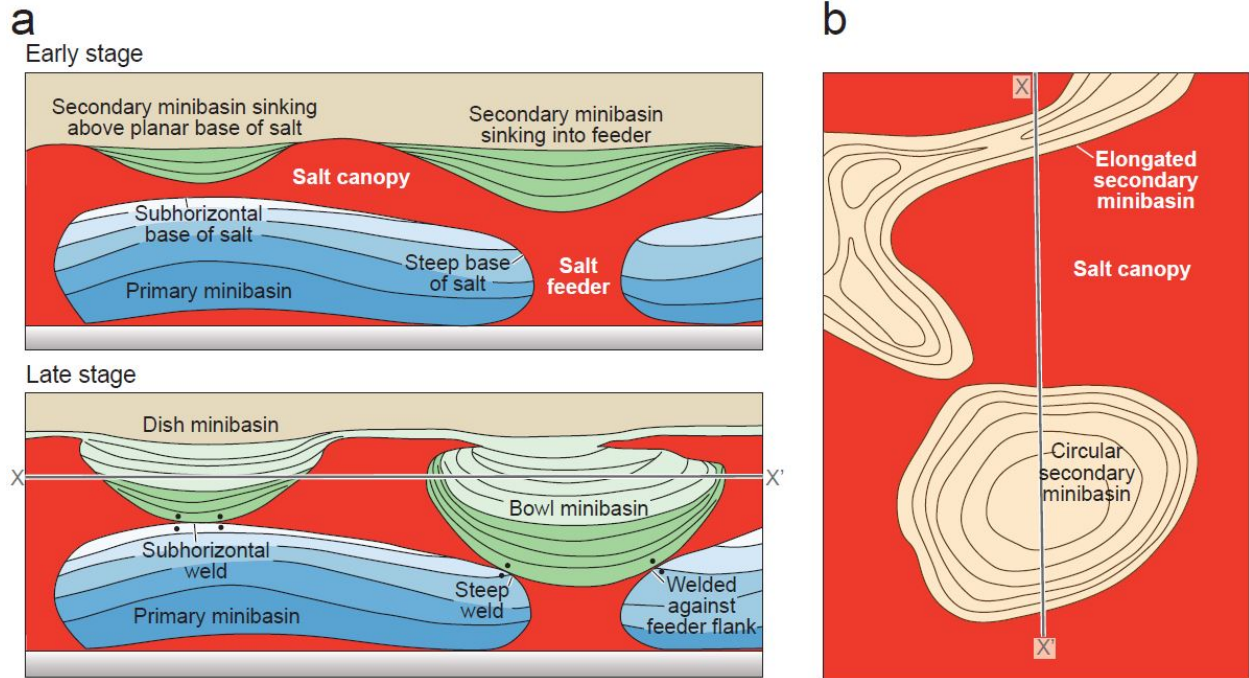 a
Early stage
Secondary minibasin sinking
above planar base of salt
Secondary minibasin
sinking into feeder
Salt canopy
Subhorizontal
base of salt
Steep base
of salt
Salt
feeder
Primary minibasin
Late stage
Dish minibasin
X
X'
Bowl minibasin
Subhorizontal
weld
Steep
weld
Welded
against
feeder flank
Primary minibasin
b
X
Elongated
secondary
minibasin
Salt canopy
Circular
secondary
minibasin
X'